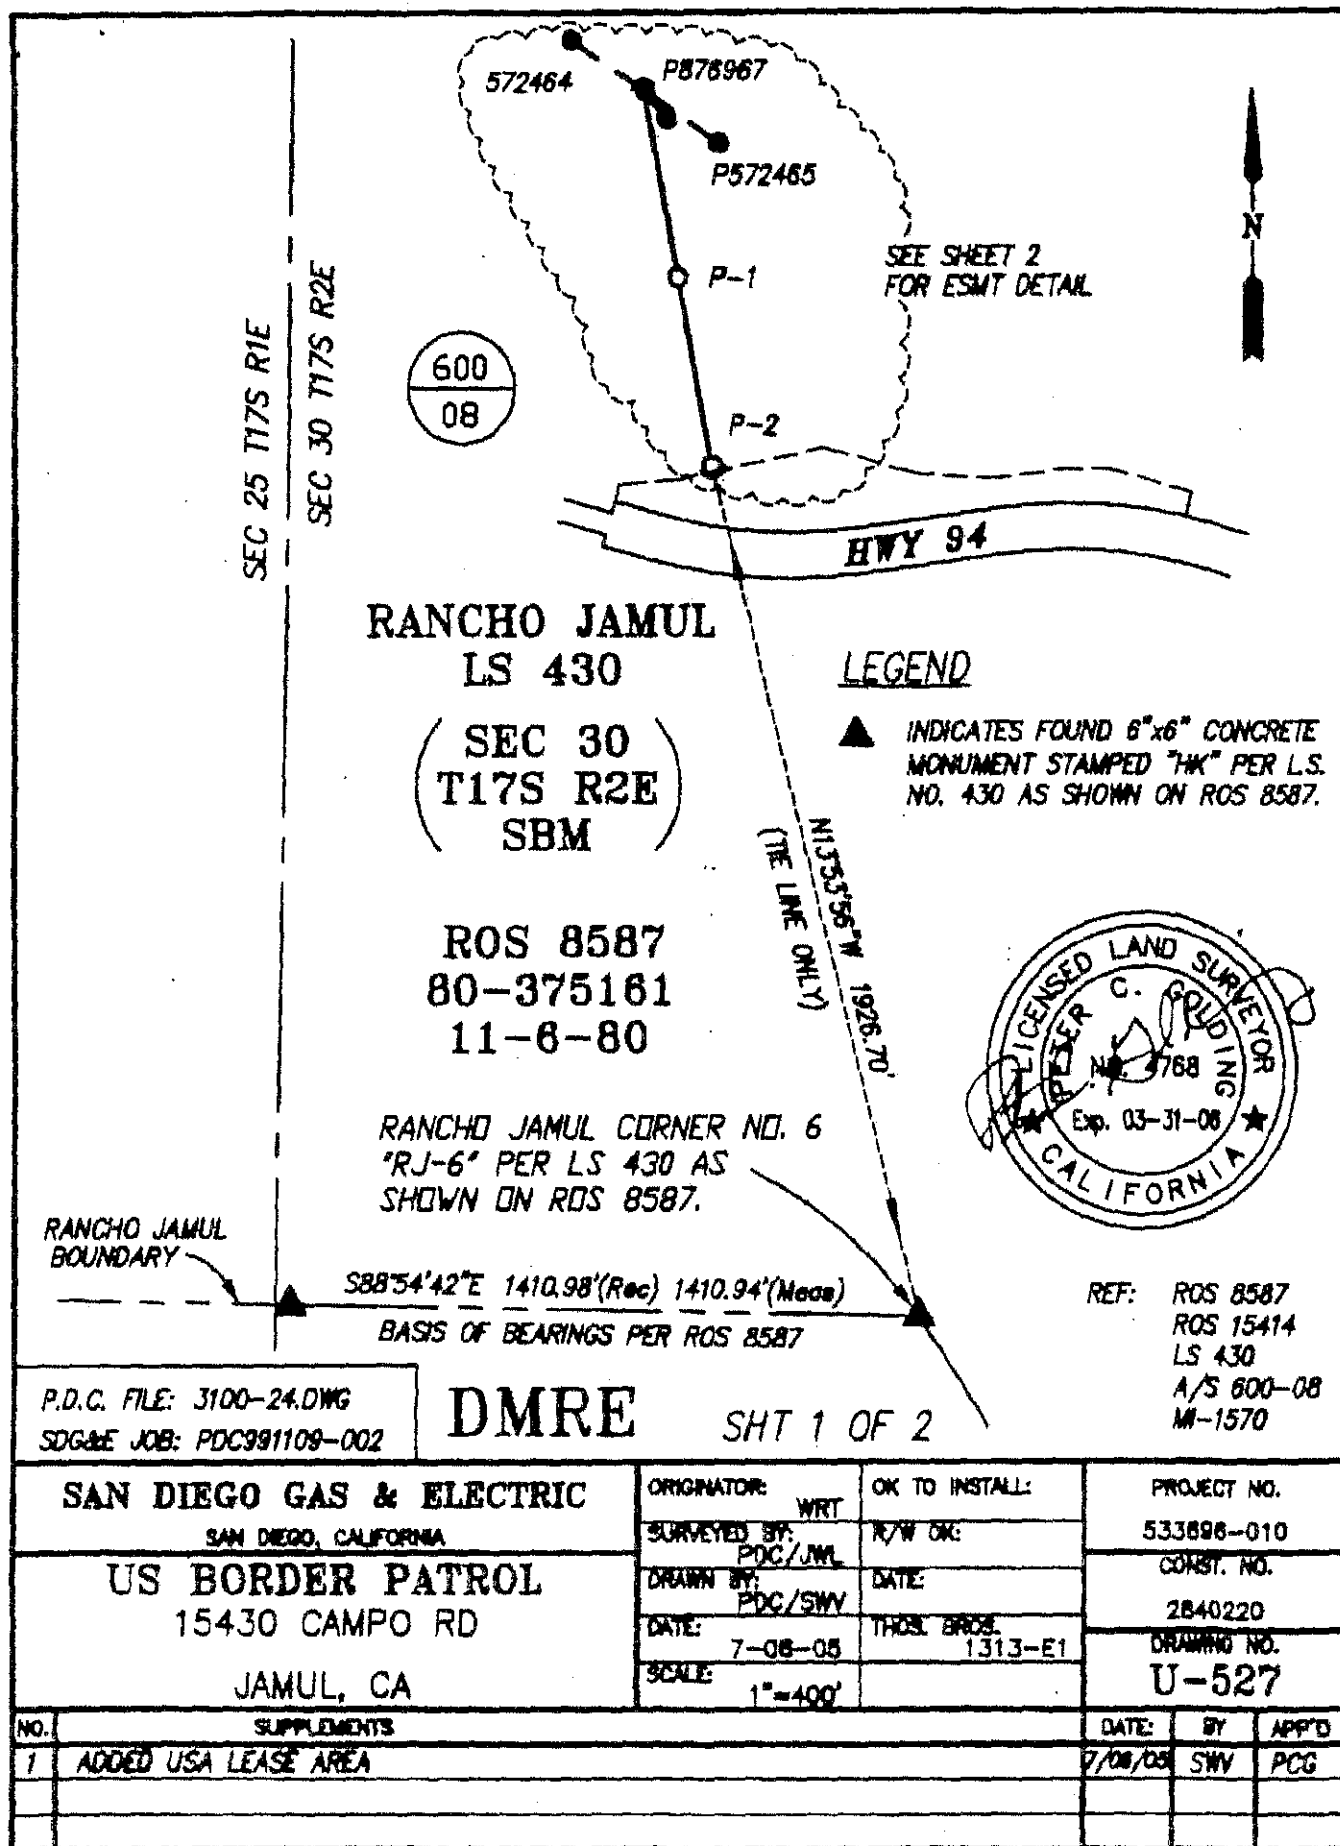 572464
P876967
P572465
N
P-1
SEE SHEET 2
FOR ESMT DETAIL
SEC 25 T17S R1E
SEC 30 T17S R2E
600
08
P-2
HWY 94
RANCHO JAMUL
LS 430
(SEC 30
T17S R2E
SBM)
LEGEND
INDICATES FOUND 6"x6" CONCRETE
MONUMENT STAMPED "HK" PER L.S.
NO. 430 AS SHOWN ON ROS 8587.
N13°53'56"W 1926.70'
(TIE LINE ONLY)
ROS 8587
80-375161
11-6-80
LICENSED LAND SURVEYOR
PETER C. GOLDING
NO. 4768
Exp. 03-31-06
CALIFORNIA
RANCHO JAMUL CORNER NO. 6
"RJ-6" PER LS 430 AS
SHOWN ON ROS 8587.
RANCHO JAMUL
BOUNDARY
S88°54'42"E 1410.98'(Rec) 1410.94'(Meas)
BASIS OF BEARINGS PER ROS 8587
REF: ROS 8587
ROS 15414
LS 430
A/S 600-08
MI-1570
P.D.C. FILE: 3100-24.DWG
SDG&E JOB: PDC991109-002
DMRE
SHT 1 OF 2
SAN DIEGO GAS & ELECTRIC
SAN DIEGO, CALIFORNIA
US BORDER PATROL
15430 CAMPO RD
JAMUL, CA
ORIGINATOR: WRT
SURVEYED BY: PDC/JWL
DRAWN BY: PDC/SWV
DATE: 7-06-05
SCALE: 1"=400'
OK TO INSTALL:
R/W OK:
DATE:
THOS. BROS. 1313-E1
PROJECT NO.
533696-010
CONST. NO.
2640220
DRAWING NO.
U-527
NO. SUPPLEMENTS DATE: BY APP'D
1 ADDED USA LEASE AREA 7/06/05 SWV PCG